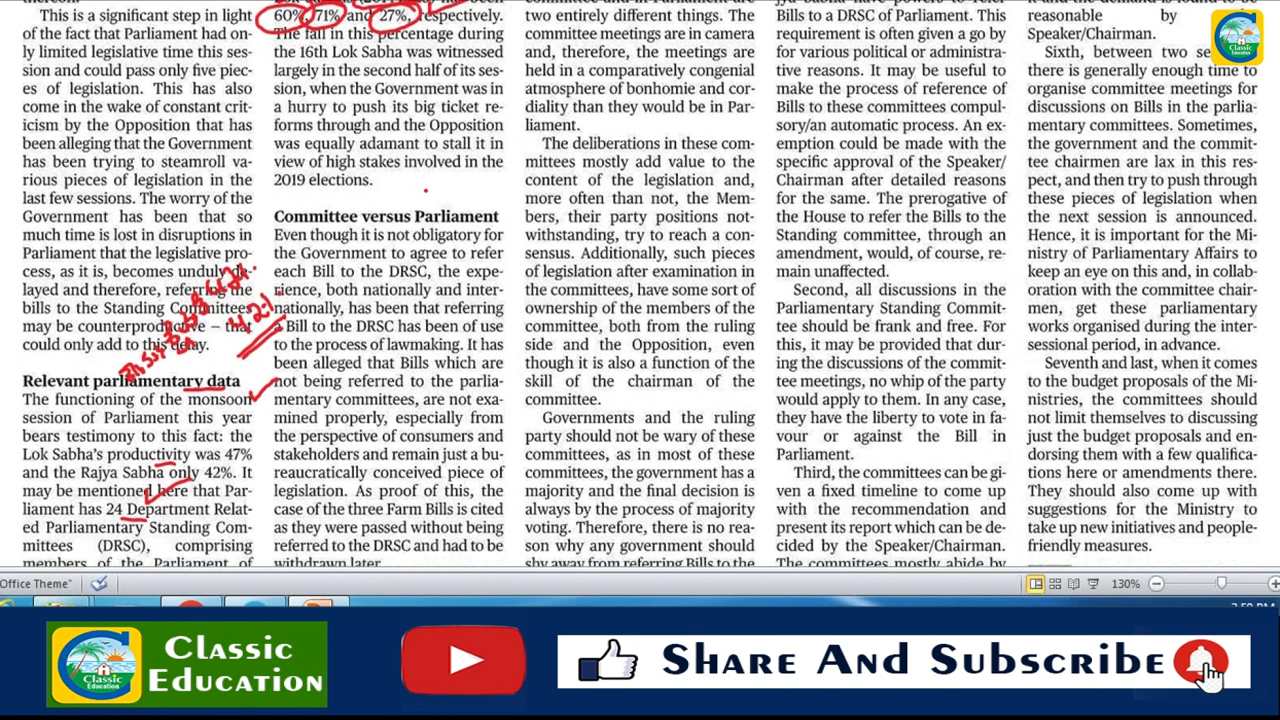 thereon.
This is a significant step in light
of the fact that Parliament had on-
ly limited legislative time this ses-
sion and could pass only five piec-
es of legislation. This has also
come in the wake of constant crit-
icism by the Opposition that has
been alleging that the Government
has been trying to steamroll va-
rious pieces of legislation in the
last few sessions. The worry of the
Government has been that so
much time is lost in disruptions in
Parliament that the legislative pro-
cess, as it is, becomes unduly de-
layed and therefore, referring the
bills to the Standing Committees
may be counterproductive – that
could only add to this delay.
Relevant parliamentary data
The functioning of the monsoon
session of Parliament this year
bears testimony to this fact: the
Lok Sabha's productivity was 47%
and the Rajya Sabha only 42%. It
may be mentioned here that Par-
liament has 24 Department Relat-
ed Parliamentary Standing Com-
mittees (DRSC), comprising
members of the Parliament of
60%, 71% and 27%, respectively.
The fall in this percentage during
the 16th Lok Sabha was witnessed
largely in the second half of its ses-
sion, when the Government was in
a hurry to push its big ticket re-
forms through and the Opposition
was equally adamant to stall it in
view of high stakes involved in the
2019 elections.
Committee versus Parliament
Even though it is not obligatory for
the Government to agree to refer
each Bill to the DRSC, the expe-
rience, both nationally and inter-
nationally, has been that referring
a Bill to the DRSC has been of use
to the process of lawmaking. It has
been alleged that Bills which are
not being referred to the parlia-
mentary committees, are not ex-
amined properly, especially from
the perspective of consumers and
stakeholders and remain just a bu-
reaucratically conceived piece of
legislation. As proof of this, the
case of the three Farm Bills is cited
as they were passed without being
referred to the DRSC and had to be
withdrawn later.
committee and in Parliament are
two entirely different things. The
committee meetings are in camera
and, therefore, the meetings are
held in a comparatively congenial
atmosphere of bonhomie and cor-
diality than they would be in Par-
liament.
The deliberations in these com-
mittees mostly add value to the
content of the legislation and,
more often than not, the Mem-
bers, their party positions not-
withstanding, try to reach a con-
sensus. Additionally, such pieces
of legislation after examination in
the committees, have some sort of
ownership of the members of the
committee, both from the ruling
side and the Opposition, even
though it is also a function of the
skill of the chairman of the
committee.
Governments and the ruling
party should not be wary of these
committees, as in most of these
committees, the government has a
majority and the final decision is
always by the process of majority
voting. Therefore, there is no rea-
son why any government should
shy away from referring Bills to the
jya Sabha have powers to refer
Bills to a DRSC of Parliament. This
requirement is often given a go by
for various political or administra-
tive reasons. It may be useful to
make the process of reference of
Bills to these committees compul-
sory/an automatic process. An ex-
emption could be made with the
specific approval of the Speaker/
Chairman after detailed reasons
for the same. The prerogative of
the House to refer the Bills to the
Standing committee, through an
amendment, would, of course, re-
main unaffected.
Second, all discussions in the
Parliamentary Standing Commit-
tee should be frank and free. For
this, it may be provided that dur-
ing the discussions of the commit-
tee meetings, no whip of the party
would apply to them. In any case,
they have the liberty to vote in fa-
vour or against the Bill in
Parliament.
Third, the committees can be gi-
ven a fixed timeline to come up
with the recommendation and
present its report which can be de-
cided by the Speaker/Chairman.
The committees mostly abide by
reasonable by
Speaker/Chairman.
Sixth, between two
there is generally enough time to
organise committee meetings for
discussions on Bills in the parlia-
mentary committees. Sometimes,
the government and the commit-
tee chairmen are lax in this res-
pect, and then try to push through
these pieces of legislation when
the next session is announced.
Hence, it is important for the Mi-
nistry of Parliamentary Affairs to
keep an eye on this and, in collab-
oration with the committee chair-
men, get these parliamentary
works organised during the inter-
sessional period, in advance.
Seventh and last, when it comes
to the budget proposals of the Mi-
nistries, the committees should
not limit themselves to discussing
just the budget proposals and en-
dorsing them with a few qualifica-
tions here or amendments there.
They should also come up with
suggestions for the Ministry to
take up new initiatives and people-
friendly measures.
Classic
Education
Office Theme"
130%
Classic
Education
Share And Subscribe